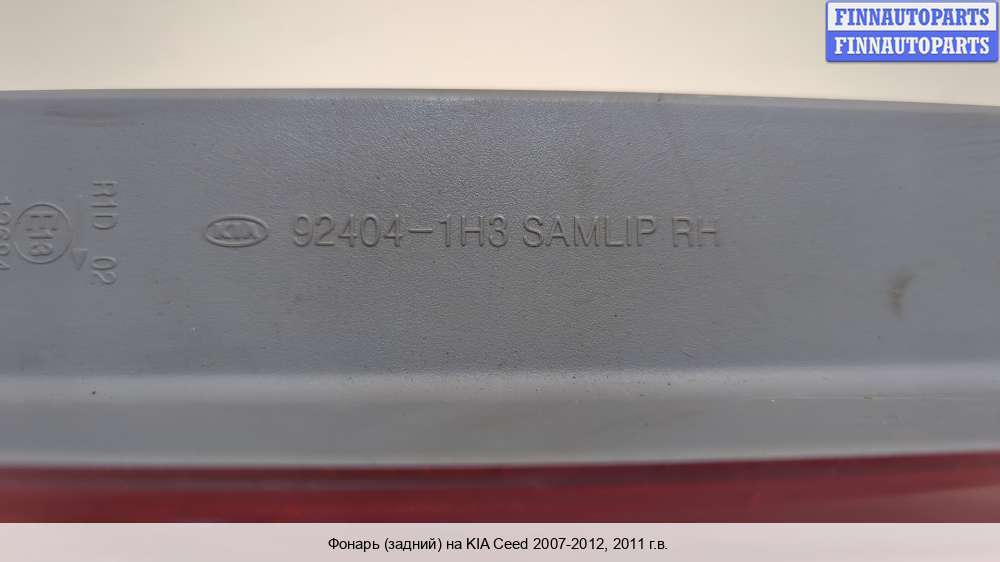 FINNAUTOPARTS
FINNAUTOPARTS
R1D 02
E13
KIA 92404-1H3 SAMLIP RH
Фонарь (задний) на KIA Ceed 2007-2012, 2011 г.в.